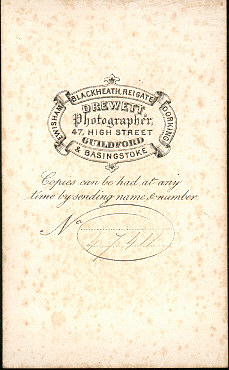 BLACKHEATH, REIGATE
LEWISHAM
DORKING
DREWETT
Photographer,
47, HIGH STREET
GUILDFORD
& BASINGSTOKE
Copies can be had at any
time by sending name, & number
No